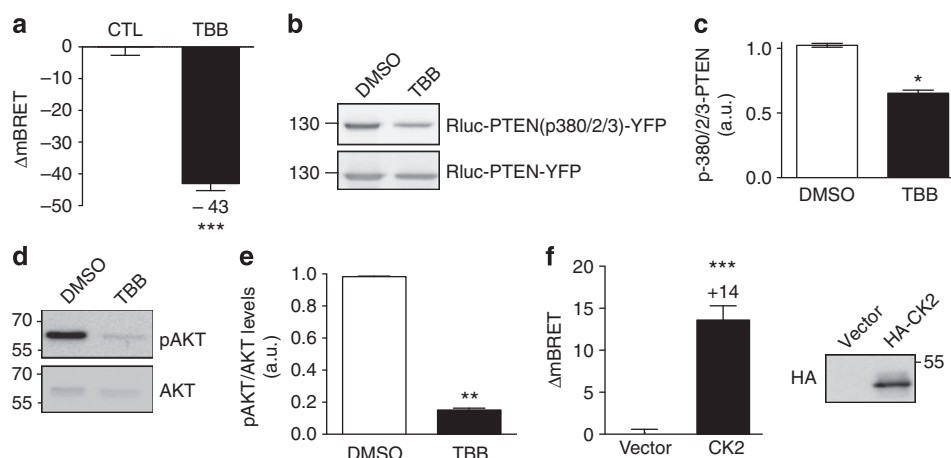 a
CTL TBB
0
−10
−20
−30
−40
−50
ΔmBRET
− 43
***
b
DMSO TBB
130
Rluc-PTEN(p380/2/3)-YFP
130
Rluc-PTEN-YFP
c
p-380/2/3-PTEN
(a.u.)
1.0
0.5
0.0
*
DMSO TBB
d
DMSO TBB
70
55
pAKT
70
55
AKT
e
pAKT/AKT levels
(a.u.)
1.0
0.8
0.6
0.4
0.2
0.0
**
DMSO TBB
f
ΔmBRET
20
15
10
5
0
***
+14
Vector CK2
Vector HA-CK2
HA
55